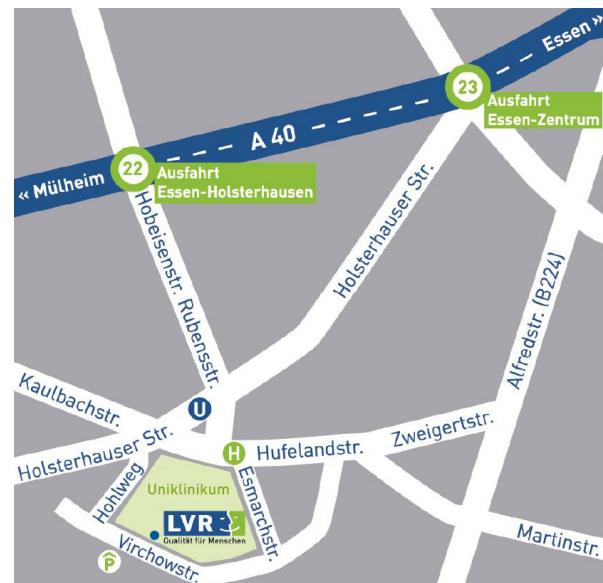 Essen »
23
Ausfahrt
Essen-Zentrum
A 40
22
Ausfahrt
Essen-Holsterhausen
« Mülheim
Hobeisenstr.
Rubensstr.
Holsterhauser Str.
Alfredstr. (B224)
Kaulbachstr.
U
Holsterhauser Str.
H
Hufelandstr.
Zweigertstr.
Hohlweg
Uniklinikum
Esmarchstr.
LVR
Qualität für Menschen
Virchowstr.
P
Martinstr.